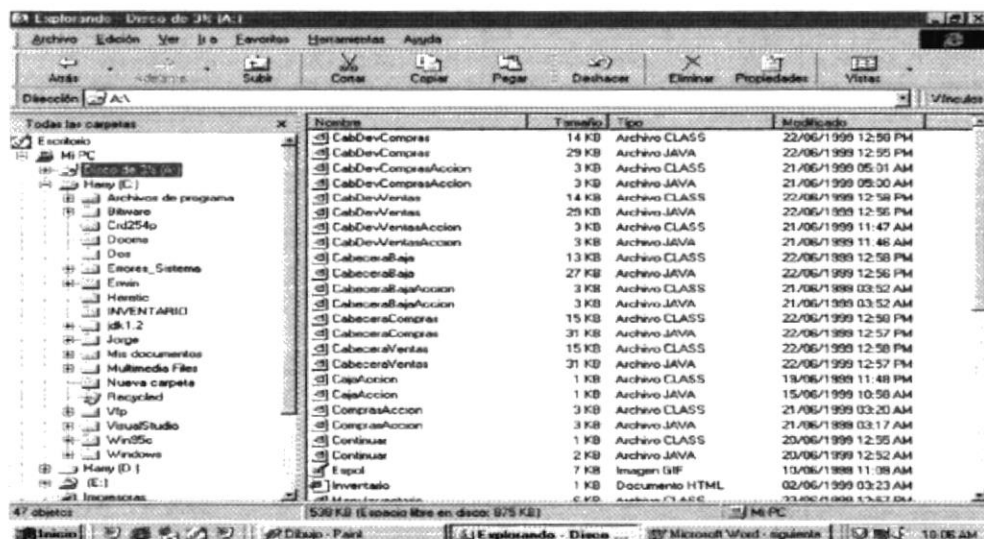 Explorando - Disco de 3½ (A:)
Archivo Edición Ver Ir a Favoritos Herramientas Ayuda
Atrás Adelante Subir Cortar Copiar Pegar Deshacer Eliminar Propiedades Vistas
Dirección A:\ Vínculos
Todas las carpetas
Escritorio
Mi PC
Disco de 3½ (A:)
Hany (C:)
Archivos de programa
Bitware
Crd254p
Dooms
Dos
Errores_Sistema
Erwin
Heretic
INVENTARIO
jdk1.2
Jorge
Mis documentos
Multimedia Files
Nueva carpeta
Recycled
Vfp
VisualStudio
Win95c
Windows
Hany (D:)
(E:)
Impresoras
Nombre Tamaño Tipo Modificado
CabDevCompras 14 KB Archivo CLASS 22/06/1999 12:58 PM
CabDevCompras 29 KB Archivo JAVA 22/06/1999 12:55 PM
CabDevComprasAccion 3 KB Archivo CLASS 21/06/1999 05:01 AM
CabDevComprasAccion 3 KB Archivo JAVA 21/06/1999 05:00 AM
CabDevVentas 14 KB Archivo CLASS 22/06/1999 12:58 PM
CabDevVentas 29 KB Archivo JAVA 22/06/1999 12:56 PM
CabDevVentasAccion 3 KB Archivo CLASS 21/06/1999 11:47 AM
CabDevVentasAccion 3 KB Archivo JAVA 21/06/1999 11:46 AM
CabeceraBaja 13 KB Archivo CLASS 22/06/1999 12:58 PM
CabeceraBaja 27 KB Archivo JAVA 22/06/1999 12:56 PM
CabeceraBajaAccion 3 KB Archivo CLASS 21/06/1999 03:52 AM
CabeceraBajaAccion 3 KB Archivo JAVA 21/06/1999 03:52 AM
CabeceraCompras 15 KB Archivo CLASS 22/06/1999 12:58 PM
CabeceraCompras 31 KB Archivo JAVA 22/06/1999 12:57 PM
CabeceraVentas 15 KB Archivo CLASS 22/06/1999 12:58 PM
CabeceraVentas 31 KB Archivo JAVA 22/06/1999 12:57 PM
CajaAccion 1 KB Archivo CLASS 11:48 PM
CajaAccion 1 KB Archivo JAVA 15/06/1999 10:58 AM
ComprasAccion 3 KB Archivo CLASS 21/06/1999 03:20 AM
ComprasAccion 3 KB Archivo JAVA 21/06/1999 03:17 AM
Continuar 1 KB Archivo CLASS 20/06/1999 12:55 AM
Continuar 2 KB Archivo JAVA 20/06/1999 12:52 AM
Espol 7 KB Imagen GIF 11:09 AM
Invertario 1 KB Documento HTML 02/06/1999 03:23 AM
Archivo CLASS
47 objetos 538 KB (Espacio libre en disco: 875 KB) Mi PC
Inicio Dibujo - Paint Explorando - Disco ... Microsoft Word - siguiente 10:06 AM